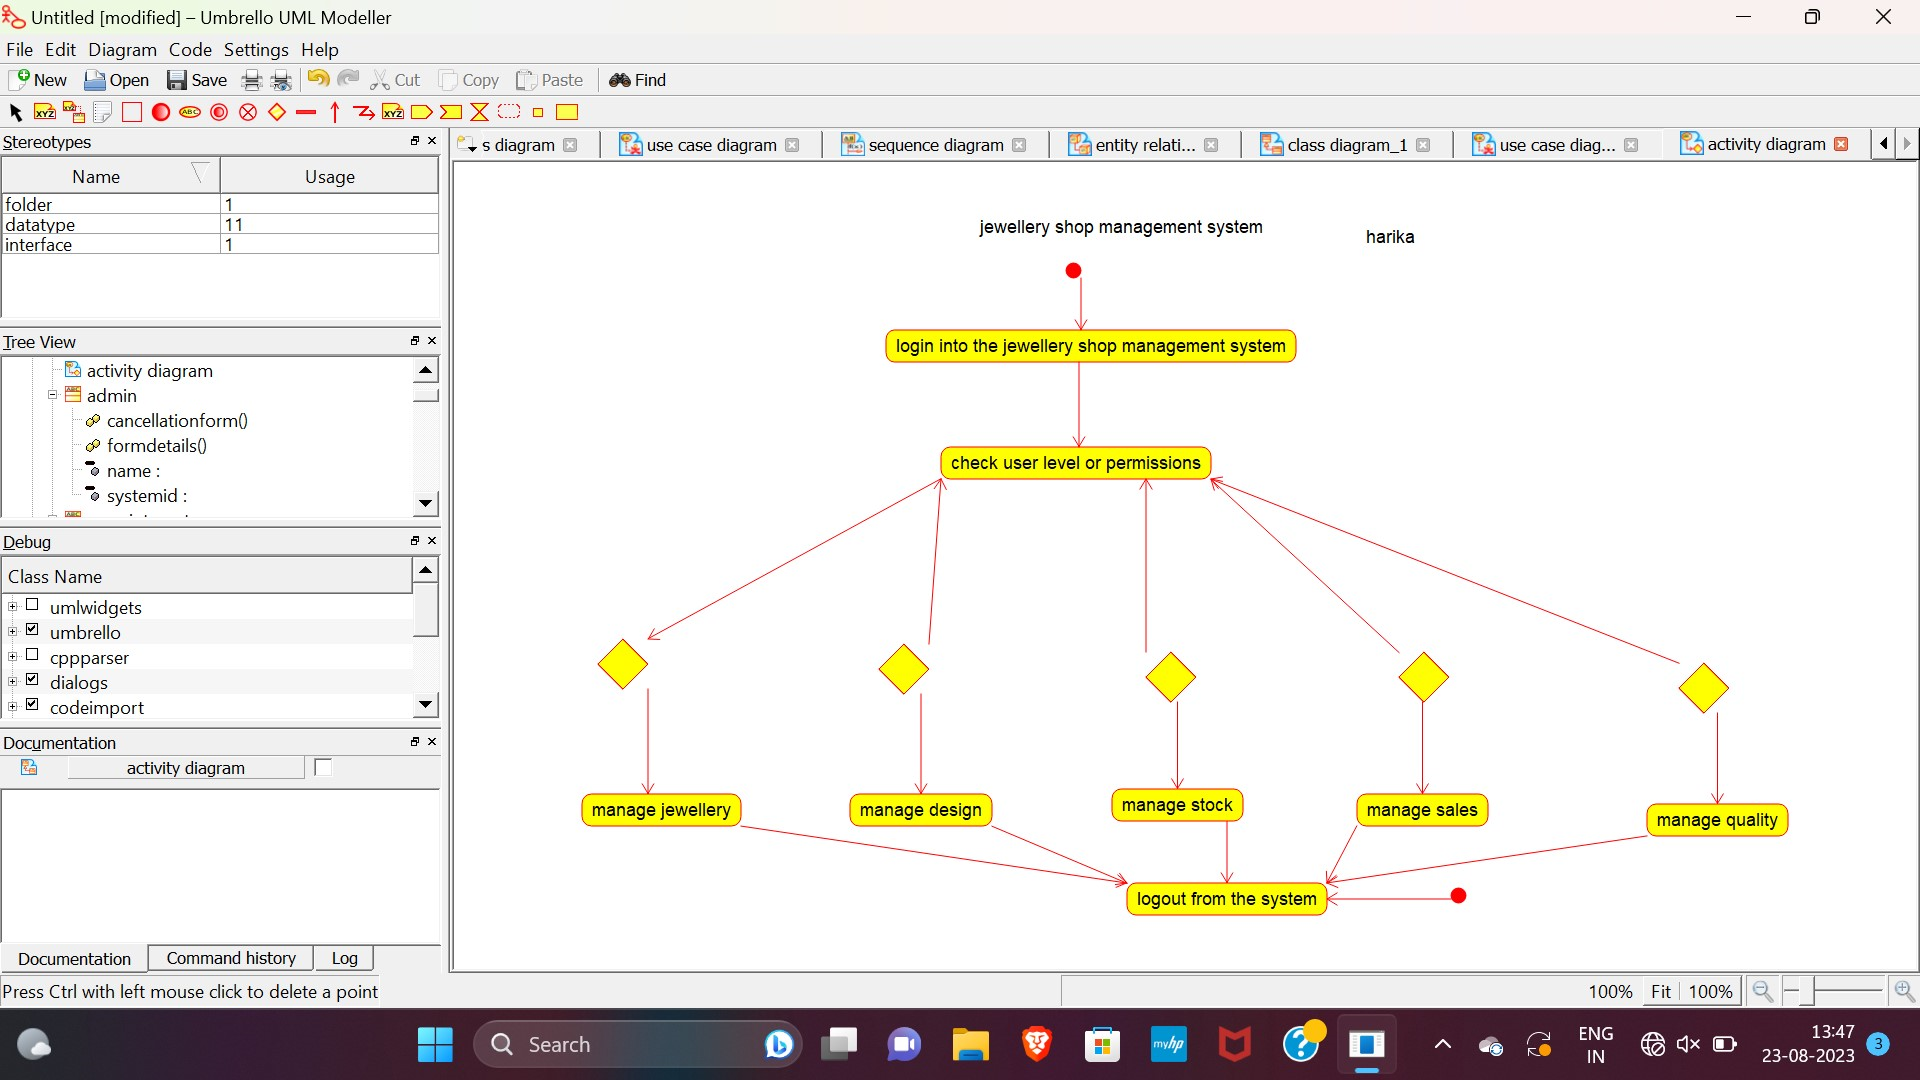 Untitled [modified] – Umbrello UML Modeller
File Edit Diagram Code Settings Help
New Open Save Cut Copy Paste Find
Stereotypes
Name Usage
folder 1
datatype 11
interface 1
Tree View
activity diagram
admin
cancellationform()
formdetails()
name :
systemid :
Debug
Class Name
umlwidgets
umbrello
cppparser
dialogs
codeimport
Documentation
activity diagram
Documentation Command history Log
Press Ctrl with left mouse click to delete a point
s diagram use case diagram sequence diagram entity relati... class diagram_1 use case diag... activity diagram
jewellery shop management system
harika
login into the jewellery shop management system
check user level or permissions
manage jewellery
manage design
manage stock
manage sales
manage quality
logout from the system
100% Fit 100%
Search
myhp
ENG
IN
13:47
23-08-2023
3